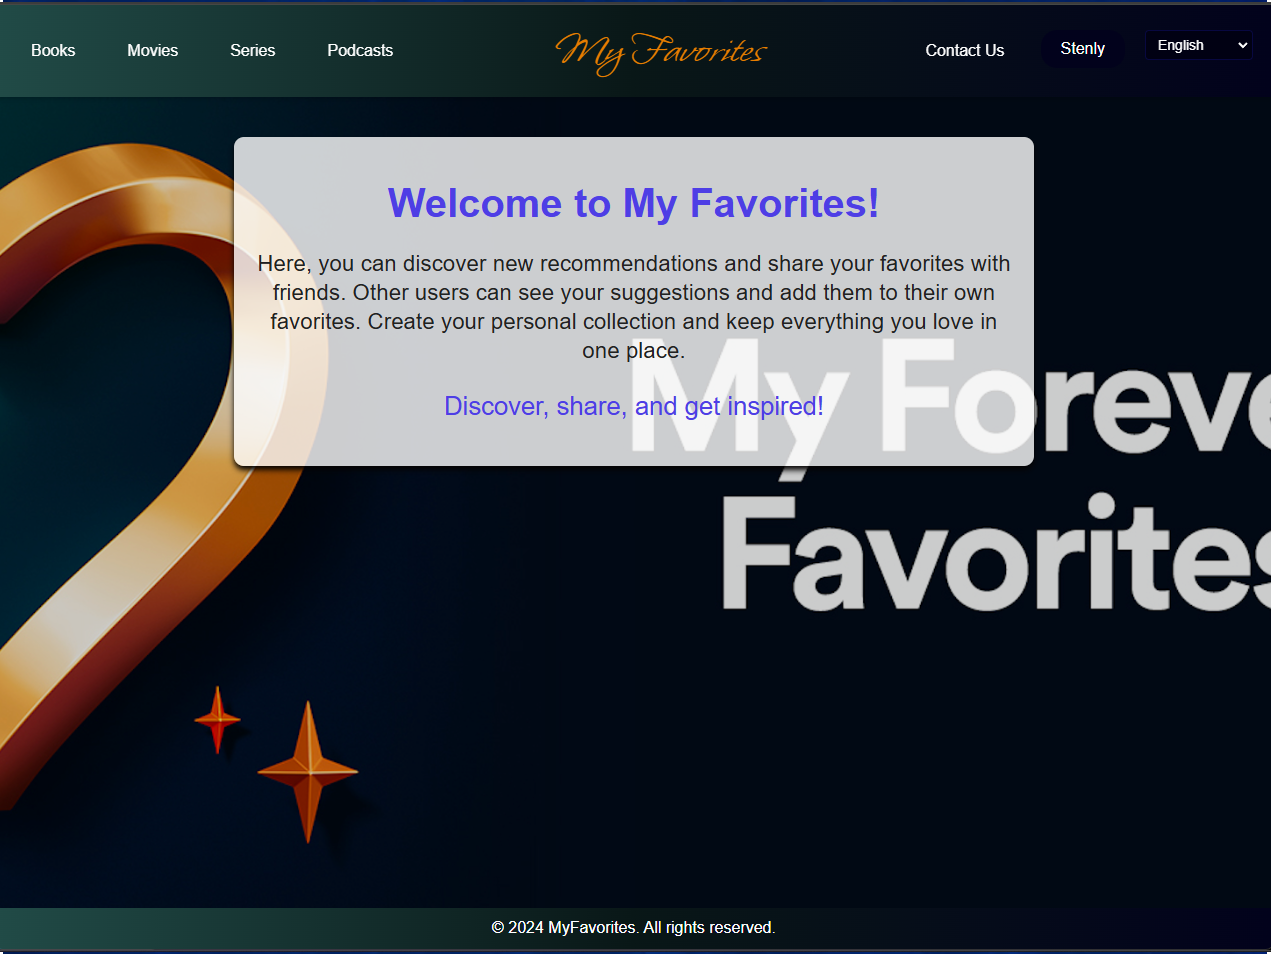 Books Movies Series Podcasts My Favorites Contact Us Stenly English
Welcome to My Favorites!
Here, you can discover new recommendations and share your favorites with
friends. Other users can see your suggestions and add them to their own
favorites. Create your personal collection and keep everything you love in
one place.
Discover, share, and get inspired!
My Foreve
Favorites
© 2024 MyFavorites. All rights reserved.